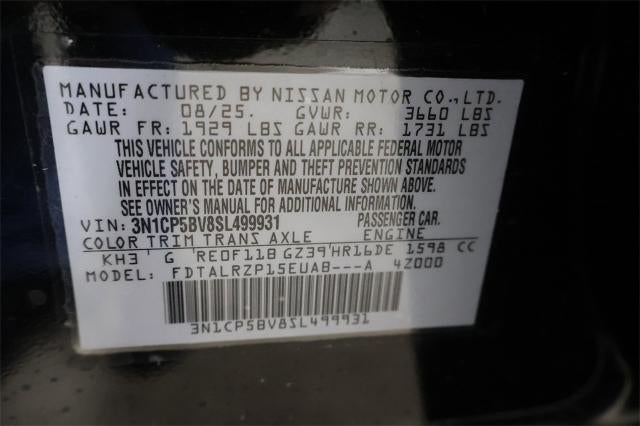 MANUFACTURED BY NISSAN MOTOR CO.,LTD.
DATE: 08/25. GVWR: 3660 LBS
GAWR FR: 1929 LBS GAWR RR: 1731 LBS
THIS VEHICLE CONFORMS TO ALL APPLICABLE FEDERAL MOTOR
VEHICLE SAFETY, BUMPER AND THEFT PREVENTION STANDARDS
IN EFFECT ON THE DATE OF MANUFACTURE SHOWN ABOVE.
SEE OWNER'S MANUAL FOR ADDITIONAL INFORMATION.
VIN: 3N1CP5BV8SL499931 PASSENGER CAR.
COLOR TRIM TRANS AXLE ENGINE
KH3' G 'RE0F11B GZ39'HR16DE 1598 CC
MODEL: FDTALRZP15EUAB---A 4Z000
3N1CP5BV8SL499931